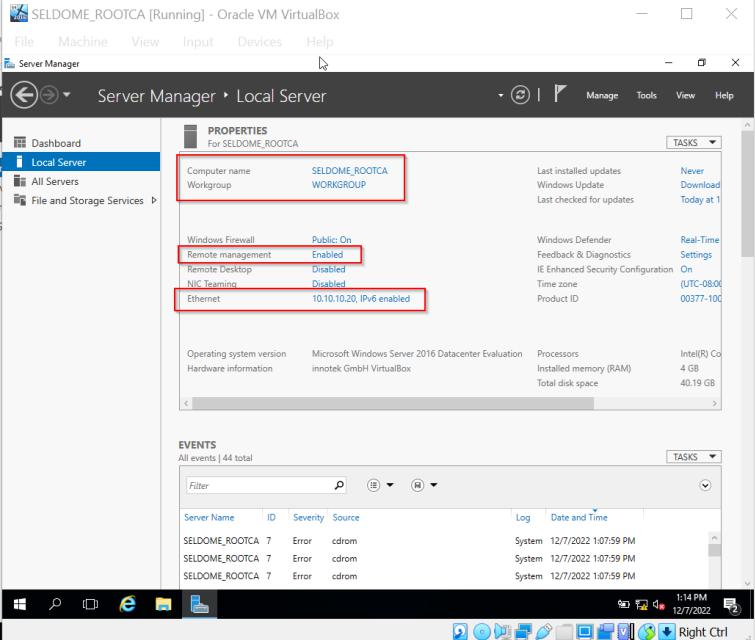 SELDOME_ROOTCA [Running] - Oracle VM VirtualBox
File Machine View Input Devices Help
Server Manager
Server Manager • Local Server
Manage Tools View Help
Dashboard
Local Server
All Servers
File and Storage Services
PROPERTIES
For SELDOME_ROOTCA
TASKS
Computer name SELDOME_ROOTCA Last installed updates Never
Workgroup WORKGROUP Windows Update Download
Last checked for updates Today at 1
Windows Firewall Public: On Windows Defender Real-Time
Remote management Enabled Feedback & Diagnostics Settings
Remote Desktop Disabled IE Enhanced Security Configuration On
NIC Teaming Disabled Time zone (UTC-08:00
Ethernet 10.10.10.20, IPv6 enabled Product ID 00377-100
Operating system version Microsoft Windows Server 2016 Datacenter Evaluation Processors Intel(R) Co
Hardware information innotek GmbH VirtualBox Installed memory (RAM) 4 GB
Total disk space 40.19 GB
EVENTS
All events | 44 total
TASKS
Filter
Server Name ID Severity Source Log Date and Time
SELDOME_ROOTCA 7 Error cdrom System 12/7/2022 1:07:59 PM
SELDOME_ROOTCA 7 Error cdrom System 12/7/2022 1:07:59 PM
SELDOME_ROOTCA 7 Error cdrom System 12/7/2022 1:07:59 PM
1:14 PM
12/7/2022
2
Right Ctrl